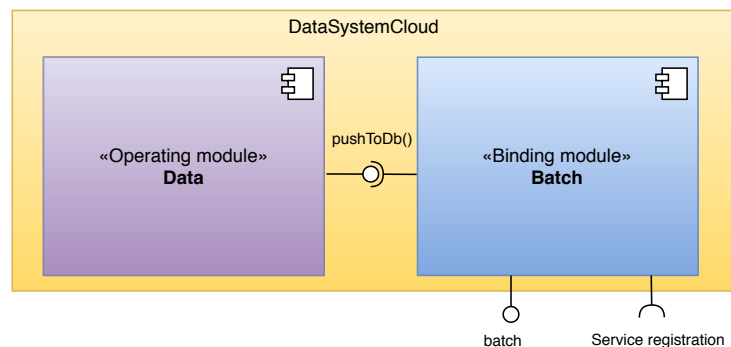 DataSystemCloud
«Operating module»
Data
pushToDb()
«Binding module»
Batch
batch
Service registration